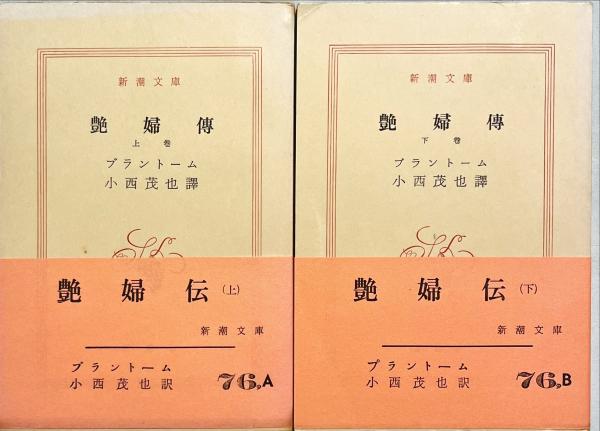 新潮文庫
艶婦傳
上巻
ブラントーム
小西茂也譯
艶婦伝(上)
新潮文庫
ブラントーム
小西茂也訳
76, A
新潮文庫
艶婦傳
下巻
ブラントーム
小西茂也譯
艶婦伝(下)
新潮文庫
ブラントーム
小西茂也訳
76, B